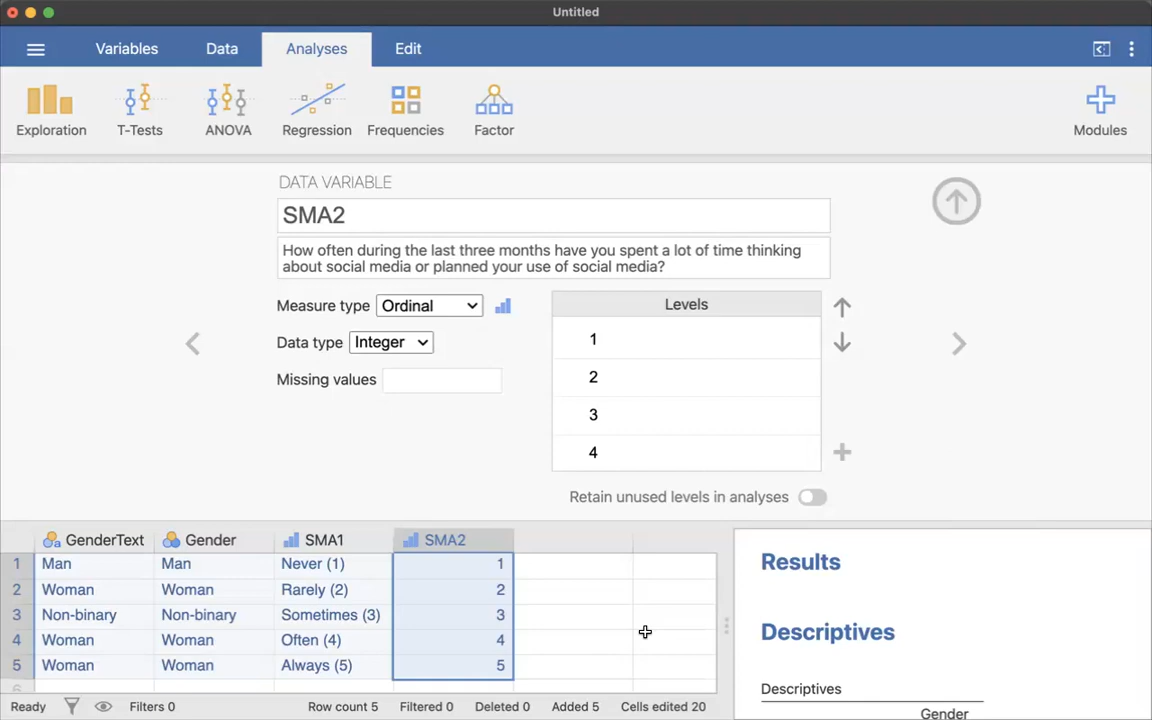 Untitled
Variables
Data
Analyses
Edit
Exploration
T-Tests
ANOVA
Regression
Frequencies
Factor
Modules
DATA VARIABLE
SMA2
How often during the last three months have you spent a lot of time thinking
about social media or planned your use of social media?
Measure type Ordinal
Data type Integer
Missing values
Levels
1
2
3
4
Retain unused levels in analyses
GenderText Gender SMA1 SMA2
1 Man Man Never (1) 1
2 Woman Woman Rarely (2) 2
3 Non-binary Non-binary Sometimes (3) 3
4 Woman Woman Often (4) 4
5 Woman Woman Always (5) 5
6
Ready Filters 0 Row count 5 Filtered 0 Deleted 0 Added 5 Cells edited 20
Results
Descriptives
Descriptives
Gender